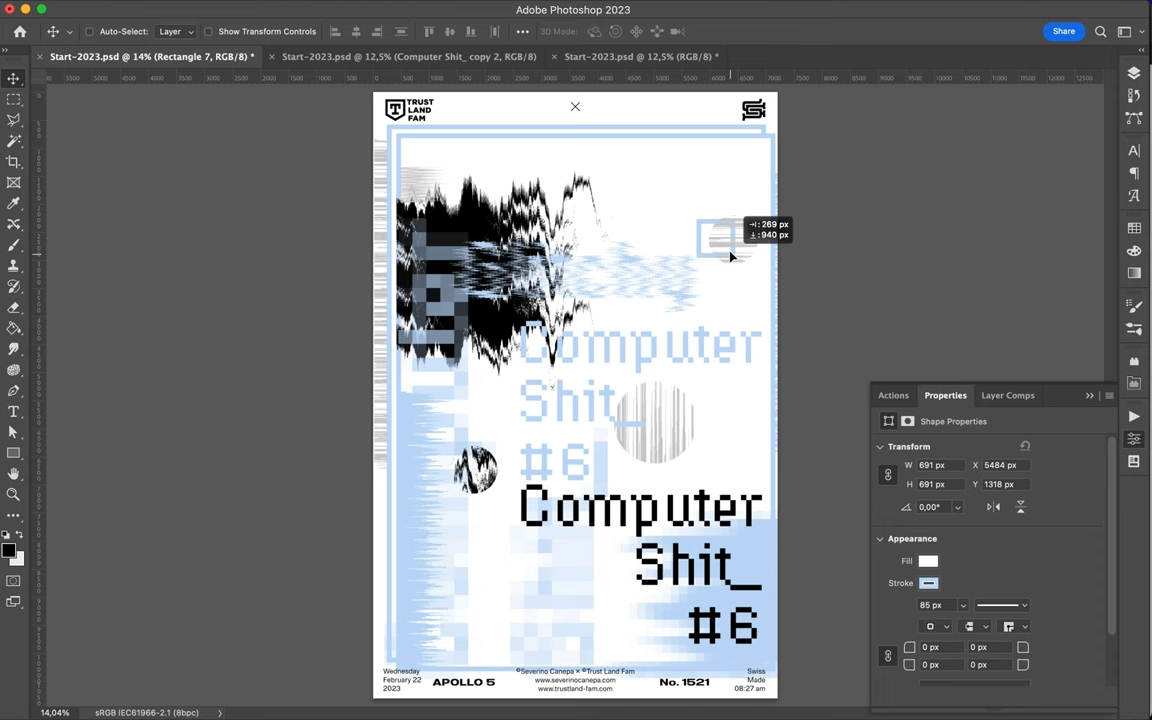 Adobe Photoshop 2023
Auto-Select: Layer Show Transform Controls 3D Mode: Share
Start-2023.psd @ 14% (Rectangle 7, RGB/8) *
Start-2023.psd @ 12,5% (Computer Shit_ copy 2, RGB/8)
Start-2023.psd @ 12,5% (RGB/8) *
TRUST
LAND
FAM
269 px
940 px
Computer
Shit_
#6
Computer
Shit_
#6
Wednesday
February 22
2023
APOLLO 5
©Severino Canepa × ©Trust Land Fam
www.severinocanepa.com
www.trustland-fam.com
No. 1521
Swiss
Made
08:27 am
Actions Properties Layer Comps
Shape Properties
Transform
W 691 px X 5484 px
H 691 px Y 1318 px
0,00°
Appearance
Fill
Stroke
85 px
0 px 0 px
0 px 0 px
14,04% sRGB IEC61966-2.1 (8bpc)